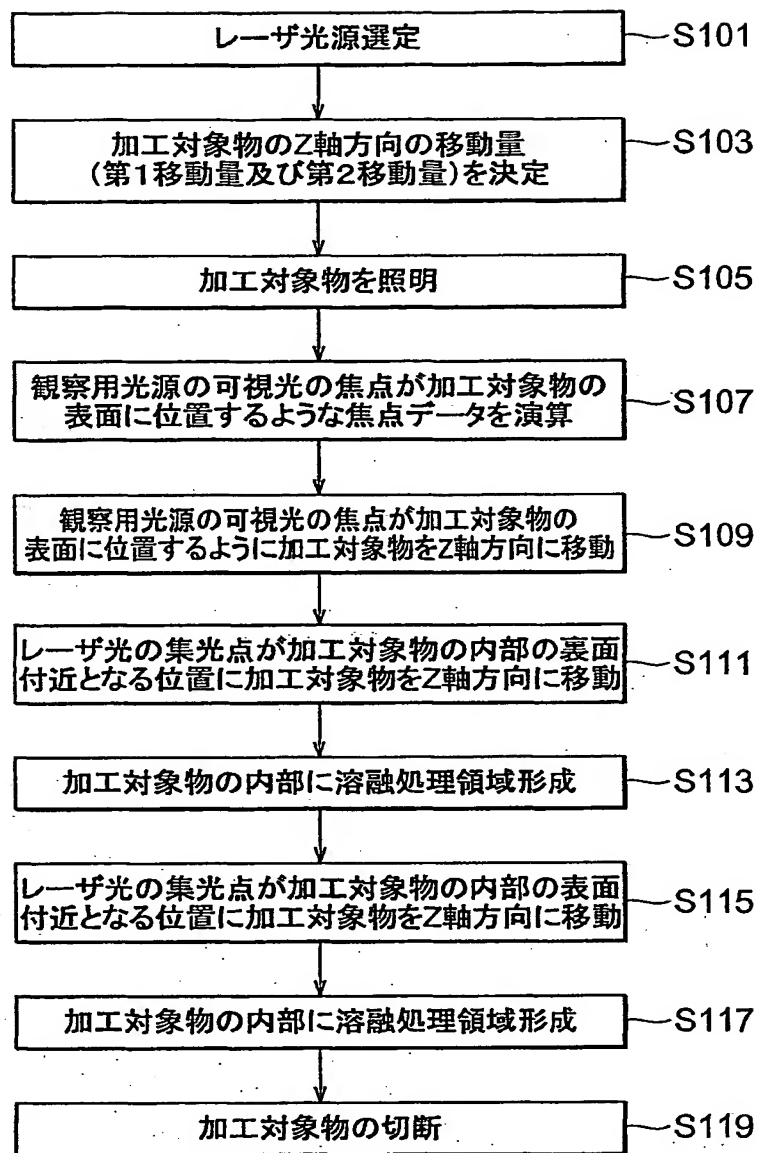 レーザ光源選定
S101
加工対象物のZ軸方向の移動量
(第1移動量及び第2移動量)を決定
S103
加工対象物を照明
S105
観察用光源の可視光の焦点が加工対象物の
表面に位置するような焦点データを演算
S107
観察用光源の可視光の焦点が加工対象物の
表面に位置するように加工対象物をZ軸方向に移動
S109
レーザ光の集光点が加工対象物の内部の裏面
付近となる位置に加工対象物をZ軸方向に移動
S111
加工対象物の内部に溶融処理領域形成
S113
レーザ光の集光点が加工対象物の内部の表面
付近となる位置に加工対象物をZ軸方向に移動
S115
加工対象物の内部に溶融処理領域形成
S117
加工対象物の切断
S119